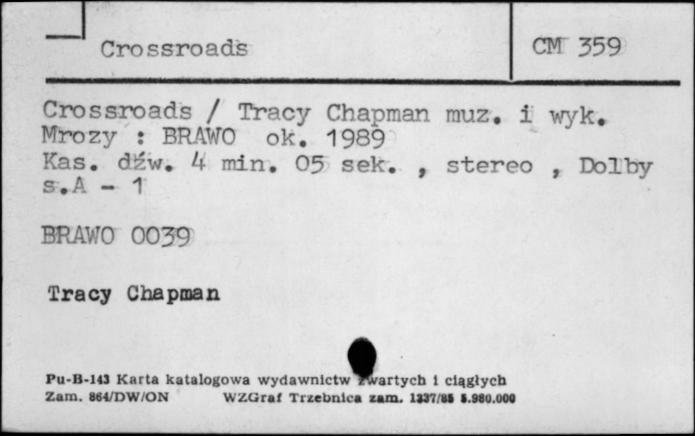 Crossroads
CM 359
Crossroads / Tracy Chapman muz. i wyk.
Mrozy : BRAWO ok. 1989
Kas. dźw. 4 min. 05 sek. , stereo , Dolby
s.A - 1
BRAWO 0039
Tracy Chapman
Pu-B-143 Karta katalogowa wydawnictw zwartych i ciągłych
Zam. 864/DW/ON WZGraf Trzebnica zam. 1337/85 5.980.000